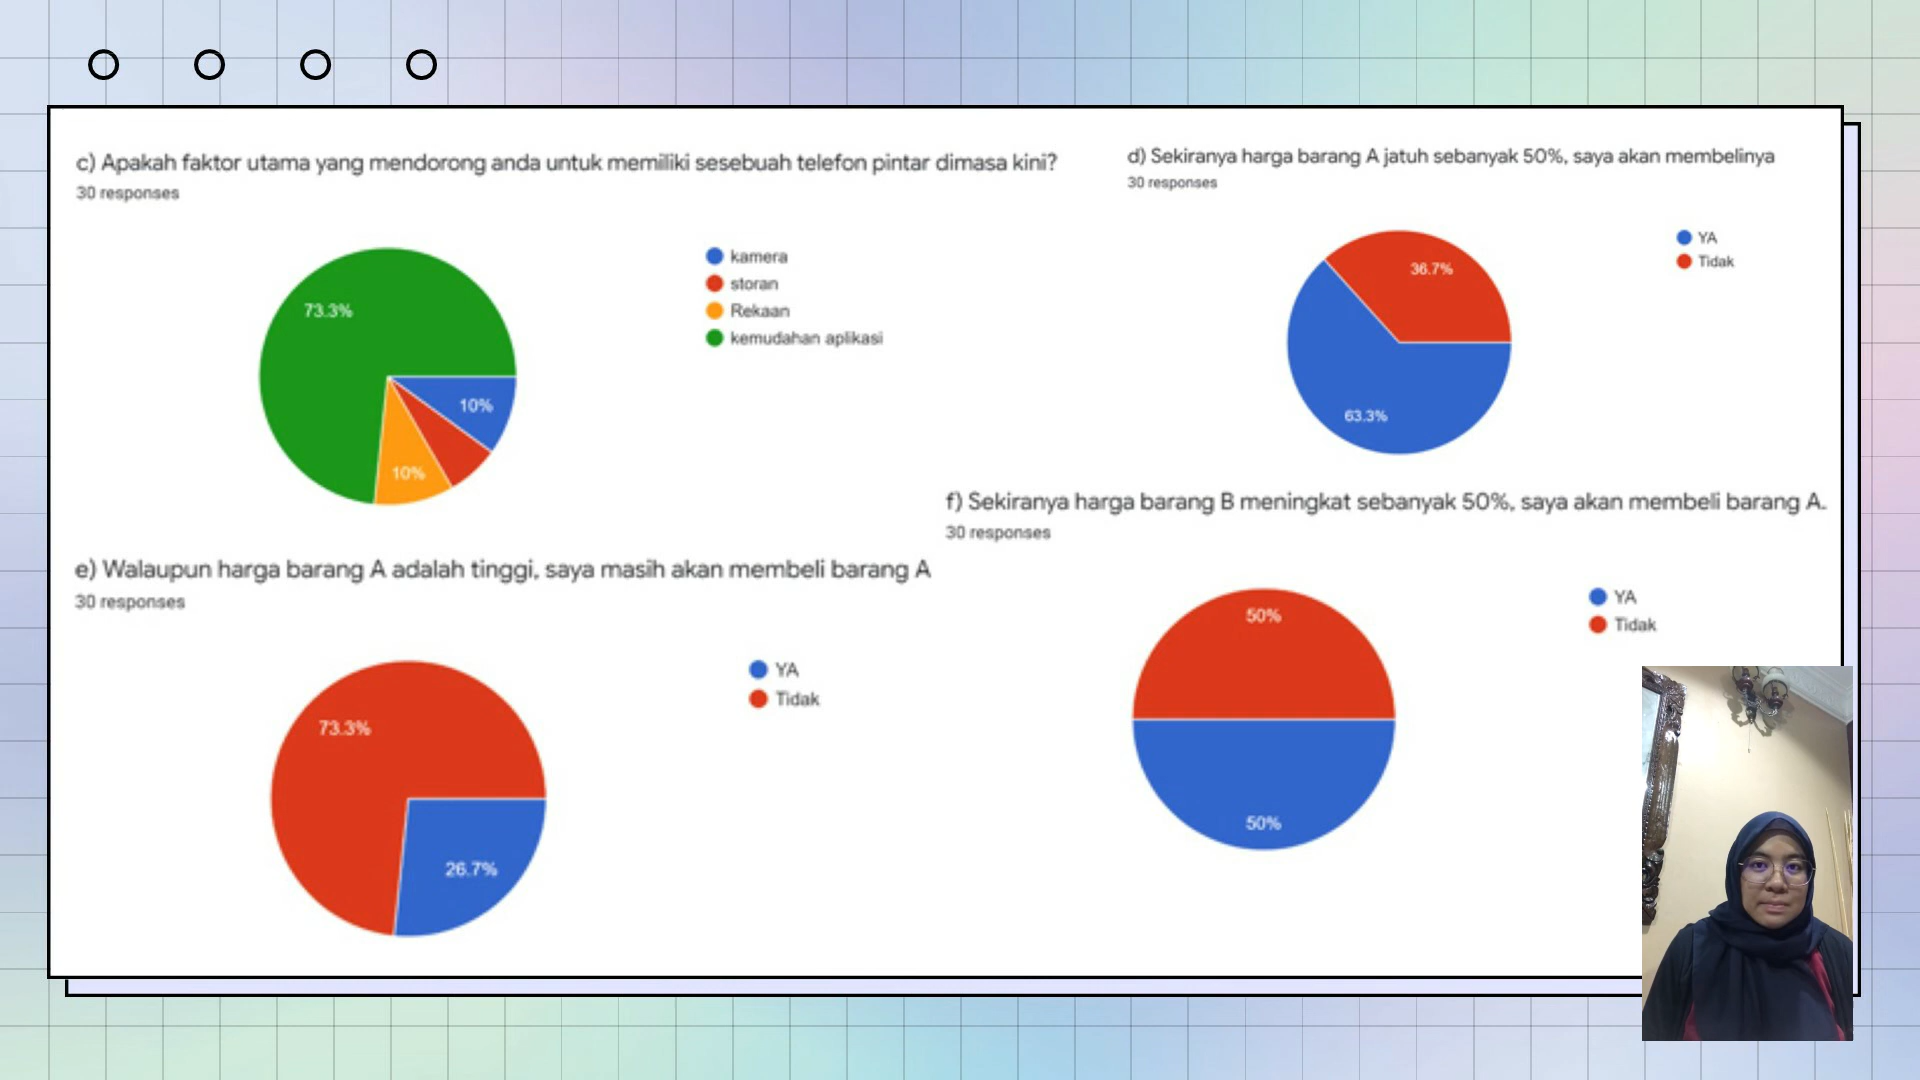 c) Apakah faktor utama yang mendorong anda untuk memiliki sesebuah telefon pintar dimasa kini?
30 responses
kamera
storan
Rekaan
kemudahan aplikasi
73.3%
10%
10%
d) Sekiranya harga barang A jatuh sebanyak 50%, saya akan membelinya
30 responses
YA
Tidak
36.7%
63.3%
e) Walaupun harga barang A adalah tinggi, saya masih akan membeli barang A
30 responses
YA
Tidak
73.3%
26.7%
f) Sekiranya harga barang B meningkat sebanyak 50%, saya akan membeli barang A.
30 responses
YA
Tidak
50%
50%